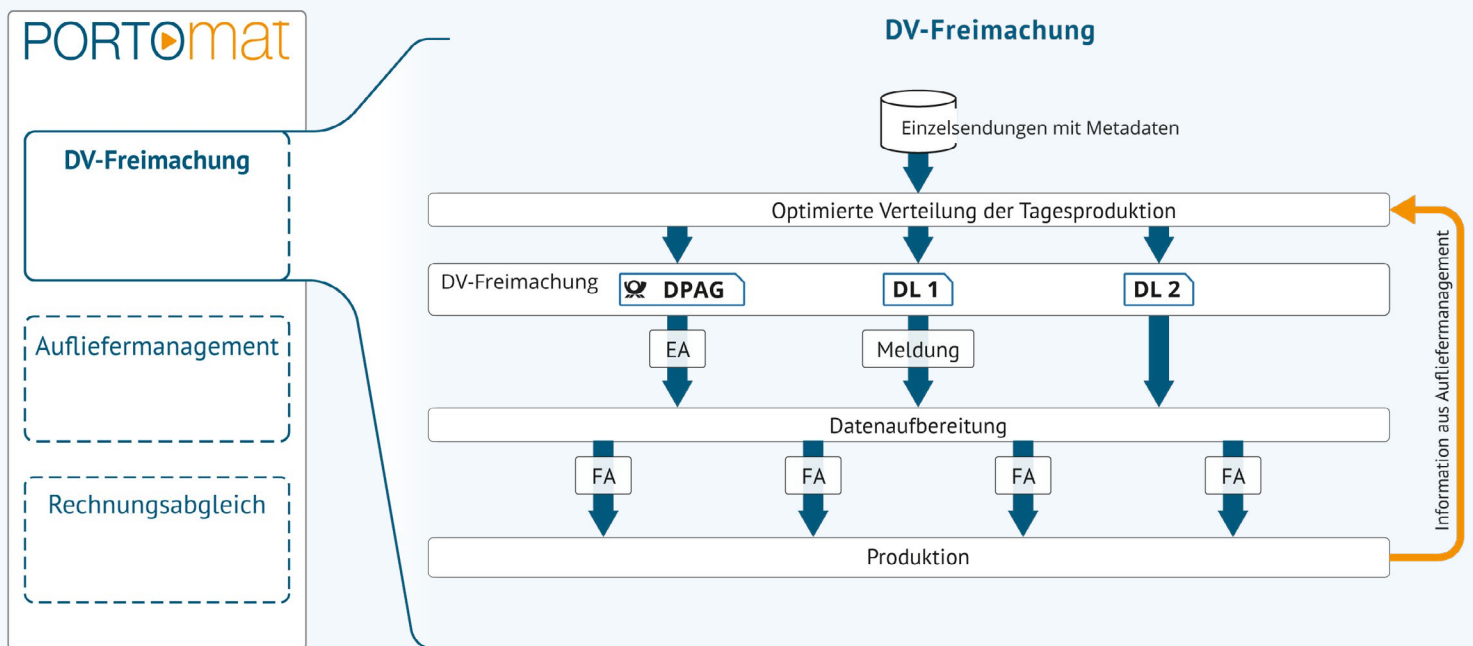 PORTOmat
DV-Freimachung
Aufliefermanagement
Rechnungsabgleich
DV-Freimachung
Einzelsendungen mit Metadaten
Optimierte Verteilung der Tagesproduktion
DV-Freimachung DPAG DL 1 DL 2
EA Meldung
Datenaufbereitung
FA FA FA FA
Produktion
Information aus Aufliefermanagement